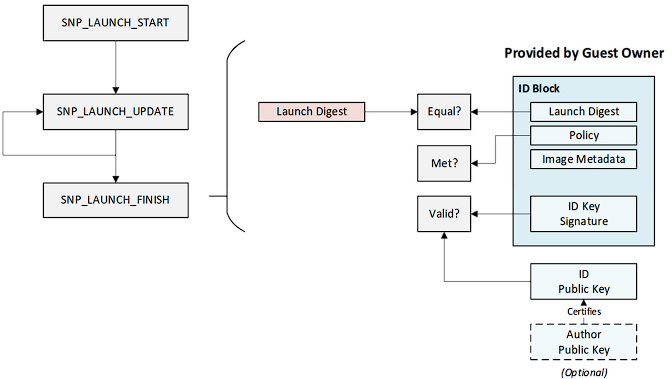 SNP_LAUNCH_START
SNP_LAUNCH_UPDATE
SNP_LAUNCH_FINISH
Launch Digest
Equal?
Met?
Valid?
Provided by Guest Owner
ID Block
Launch Digest
Policy
Image Metadata
ID Key
Signature
ID
Public Key
Certifies
Author
Public Key
(Optional)